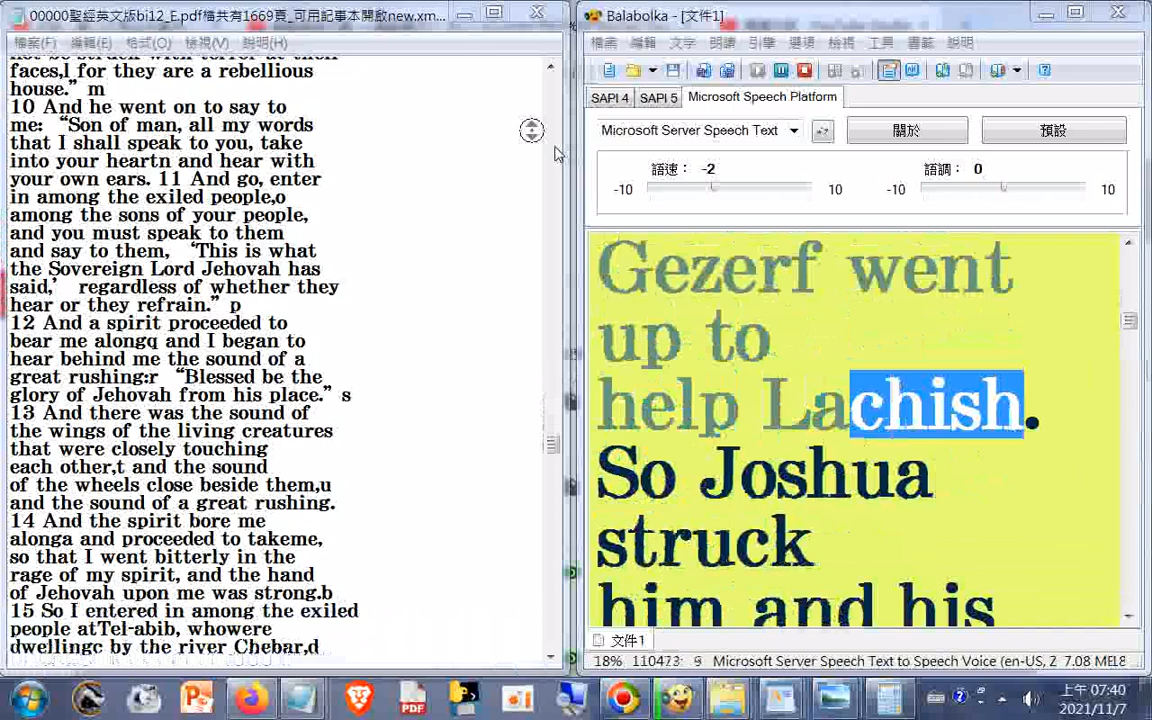 00000聖經英文版bi12_E.pdf檔共有1669頁_可用記事本開啟new.xm...
檔案(F) 編輯(E) 格式(O) 檢視(V) 說明(H)
not be struck with terror at their
faces,l for they are a rebellious
house.” m
10 And he went on to say to
me: “Son of man, all my words
that I shall speak to you, take
into your heartn and hear with
your own ears. 11 And go, enter
in among the exiled people,o
among the sons of your people,
and you must speak to them
and say to them, ‘This is what
the Sovereign Lord Jehovah has
said,’ regardless of whether they
hear or they refrain.” p
12 And a spirit proceeded to
bear me alongq and I began to
hear behind me the sound of a
great rushing:r “Blessed be the
glory of Jehovah from his place.” s
13 And there was the sound of
the wings of the living creatures
that were closely touching
each other,t and the sound
of the wheels close beside them,u
and the sound of a great rushing.
14 And the spirit bore me
alonga and proceeded to takeme,
so that I went bitterly in the
rage of my spirit, and the hand
of Jehovah upon me was strong.b
15 So I entered in among the exiled
people atTel-abib, whowere
dwellingc by the river Chebar,d
Balabolka - [文件1]
檔案 編輯 文字 朗讀 引擎 選項 檢視 工具 書籤 說明
SAPI 4 SAPI 5 Microsoft Speech Platform
Microsoft Server Speech Text 關於 預設
語速： -2 語調： 0
-10 10 -10 10
Gezerf went
up to
help Lachish.
So Joshua
struck
him and his
文件1
18% 110473: 9 Microsoft Server Speech Text to Speech Voice (en-US, Z 7.08 MEL8
上午 07:40
2021/11/7